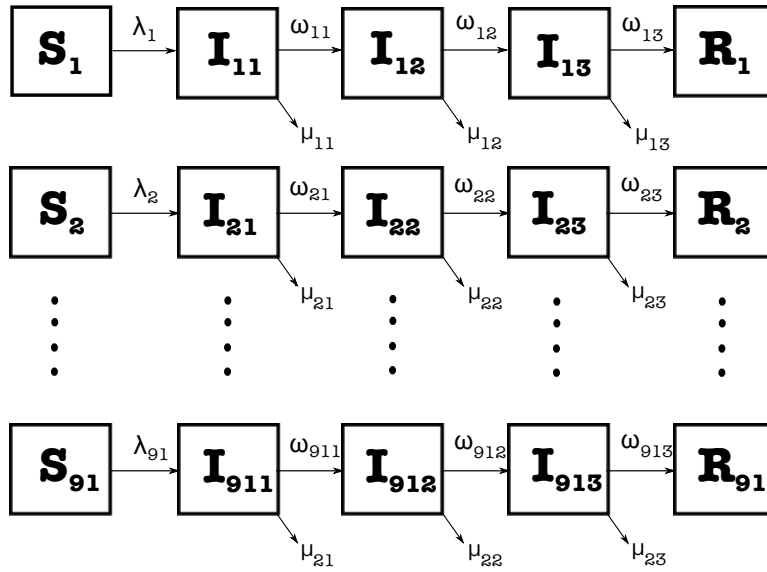 λ₁ ω₁₁ ω₁₂ ω₁₃
S₁ I₁₁ I₁₂ I₁₃ R₁
μ₁₁ μ₁₂ μ₁₃
λ₂ ω₂₁ ω₂₂ ω₂₃
S₂ I₂₁ I₂₂ I₂₃ R₂
μ₂₁ μ₂₂ μ₂₃
λ₉₁ ω₉₁₁ ω₉₁₂ ω₉₁₃
S₉₁ I₉₁₁ I₉₁₂ I₉₁₃ R₉₁
μ₂₁ μ₂₂ μ₂₃